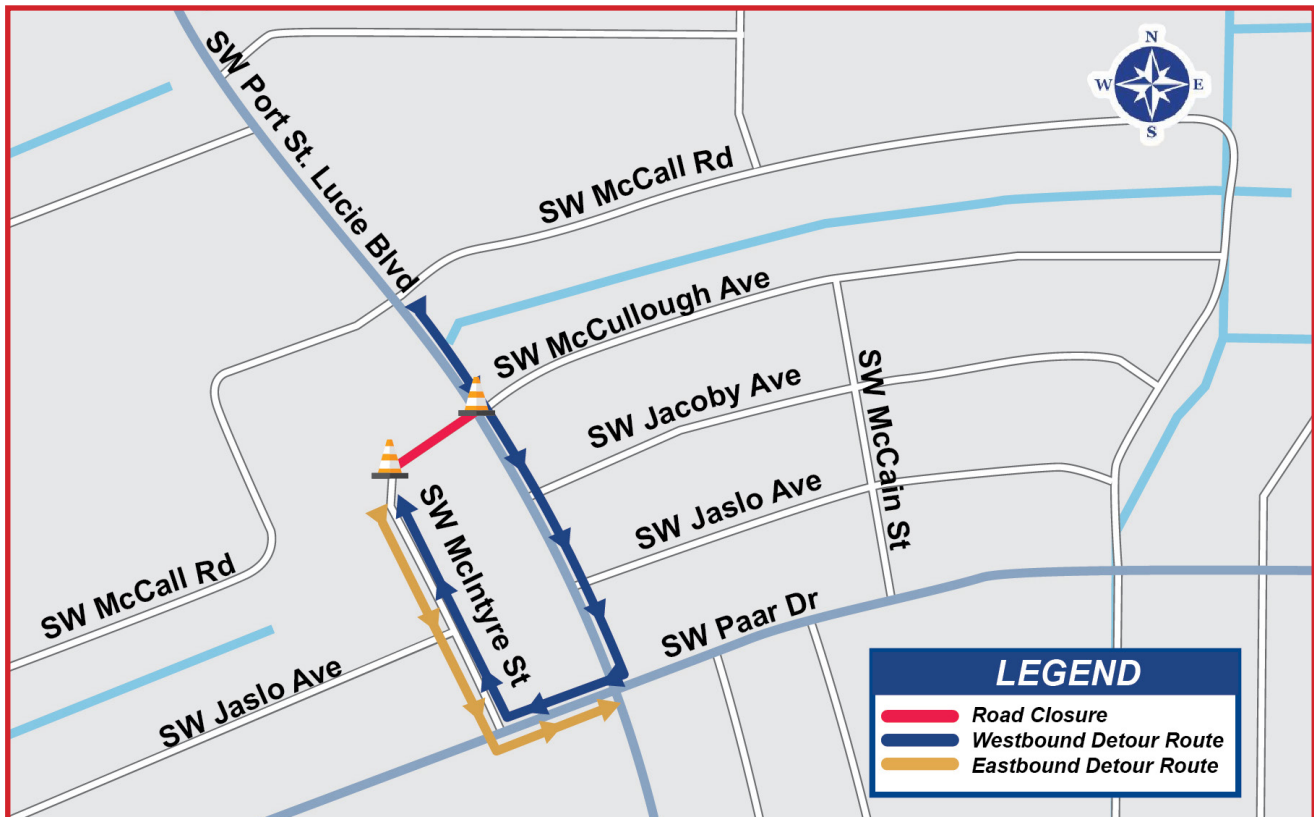 N
W
E
S
SW Port St. Lucie Blvd
SW McCall Rd
SW McCullough Ave
SW Jacoby Ave
SW McCain St
SW Jaslo Ave
SW McIntyre St
SW McCall Rd
SW Paar Dr
SW Jaslo Ave
LEGEND
Road Closure
Westbound Detour Route
Eastbound Detour Route